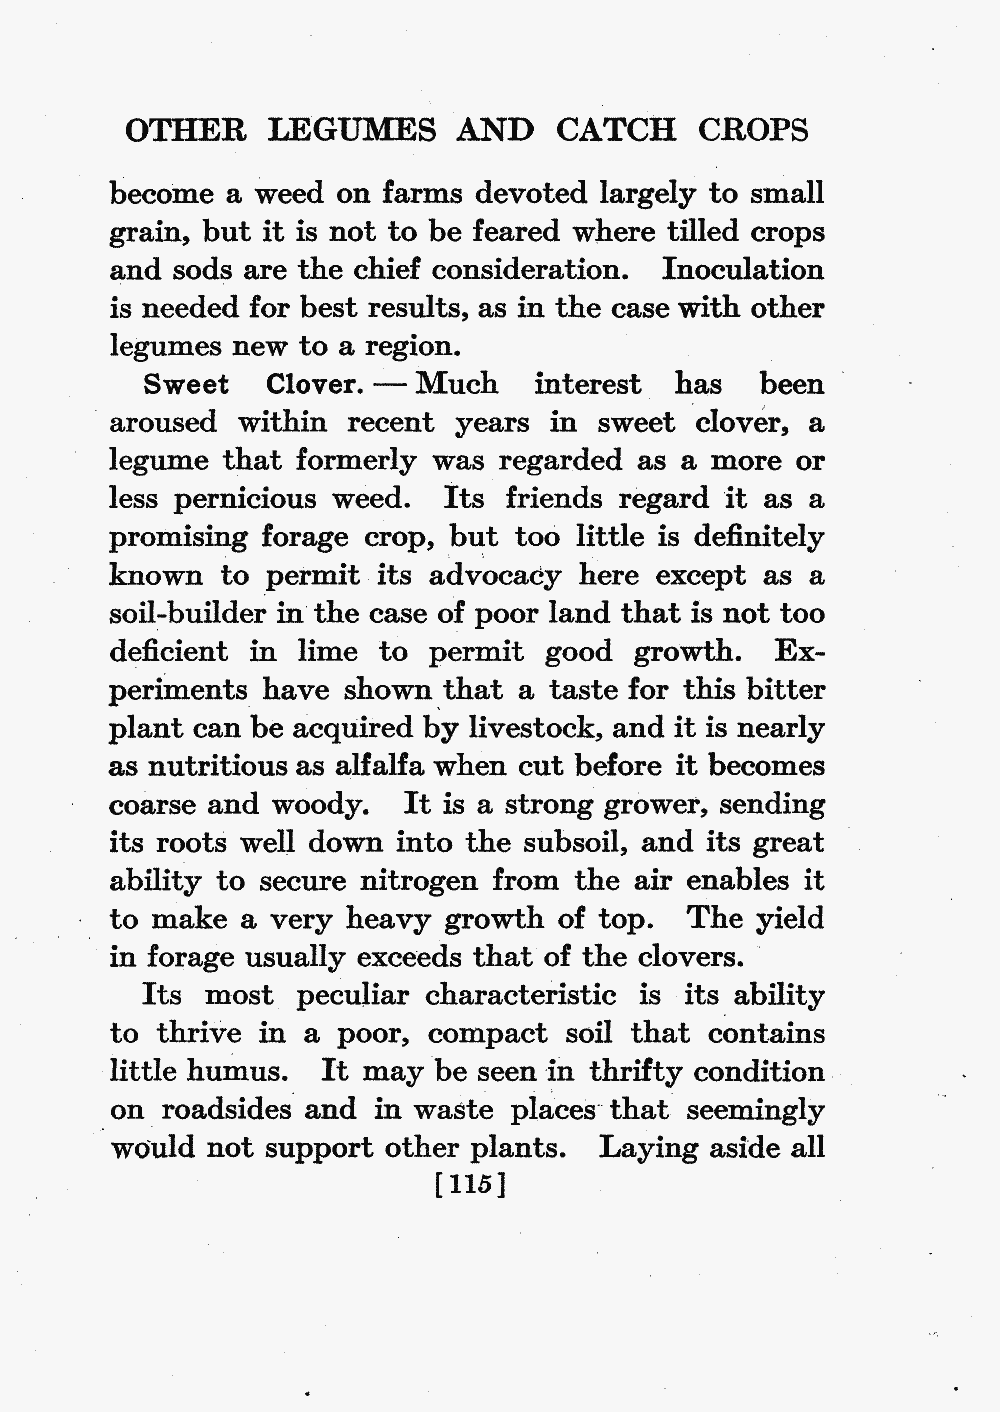 OTHER LEGUMES AND CATCH CROPS
become a weed on farms devoted largely to small
grain, but it is not to be feared where tilled crops
and sods are the chief consideration. Inoculation
is needed for best results, as in the case with other
legumes new to a region.
Sweet Clover. — Much interest has been
aroused within recent years in sweet clover, a
legume that formerly was regarded as a more or
less pernicious weed. Its friends regard it as a
promising forage crop, but too little is definitely
known to permit its advocacy here except as a
soil-builder in the case of poor land that is not too
deficient in lime to permit good growth. Ex-
periments have shown that a taste for this bitter
plant can be acquired by livestock, and it is nearly
as nutritious as alfalfa when cut before it becomes
coarse and woody. It is a strong grower, sending
its roots well down into the subsoil, and its great
ability to secure nitrogen from the air enables it
to make a very heavy growth of top. The yield
in forage usually exceeds that of the clovers.
Its most peculiar characteristic is its ability
to thrive in a poor, compact soil that contains
little humus. It may be seen in thrifty condition
on roadsides and in waste places that seemingly
would not support other plants. Laying aside all
[115]